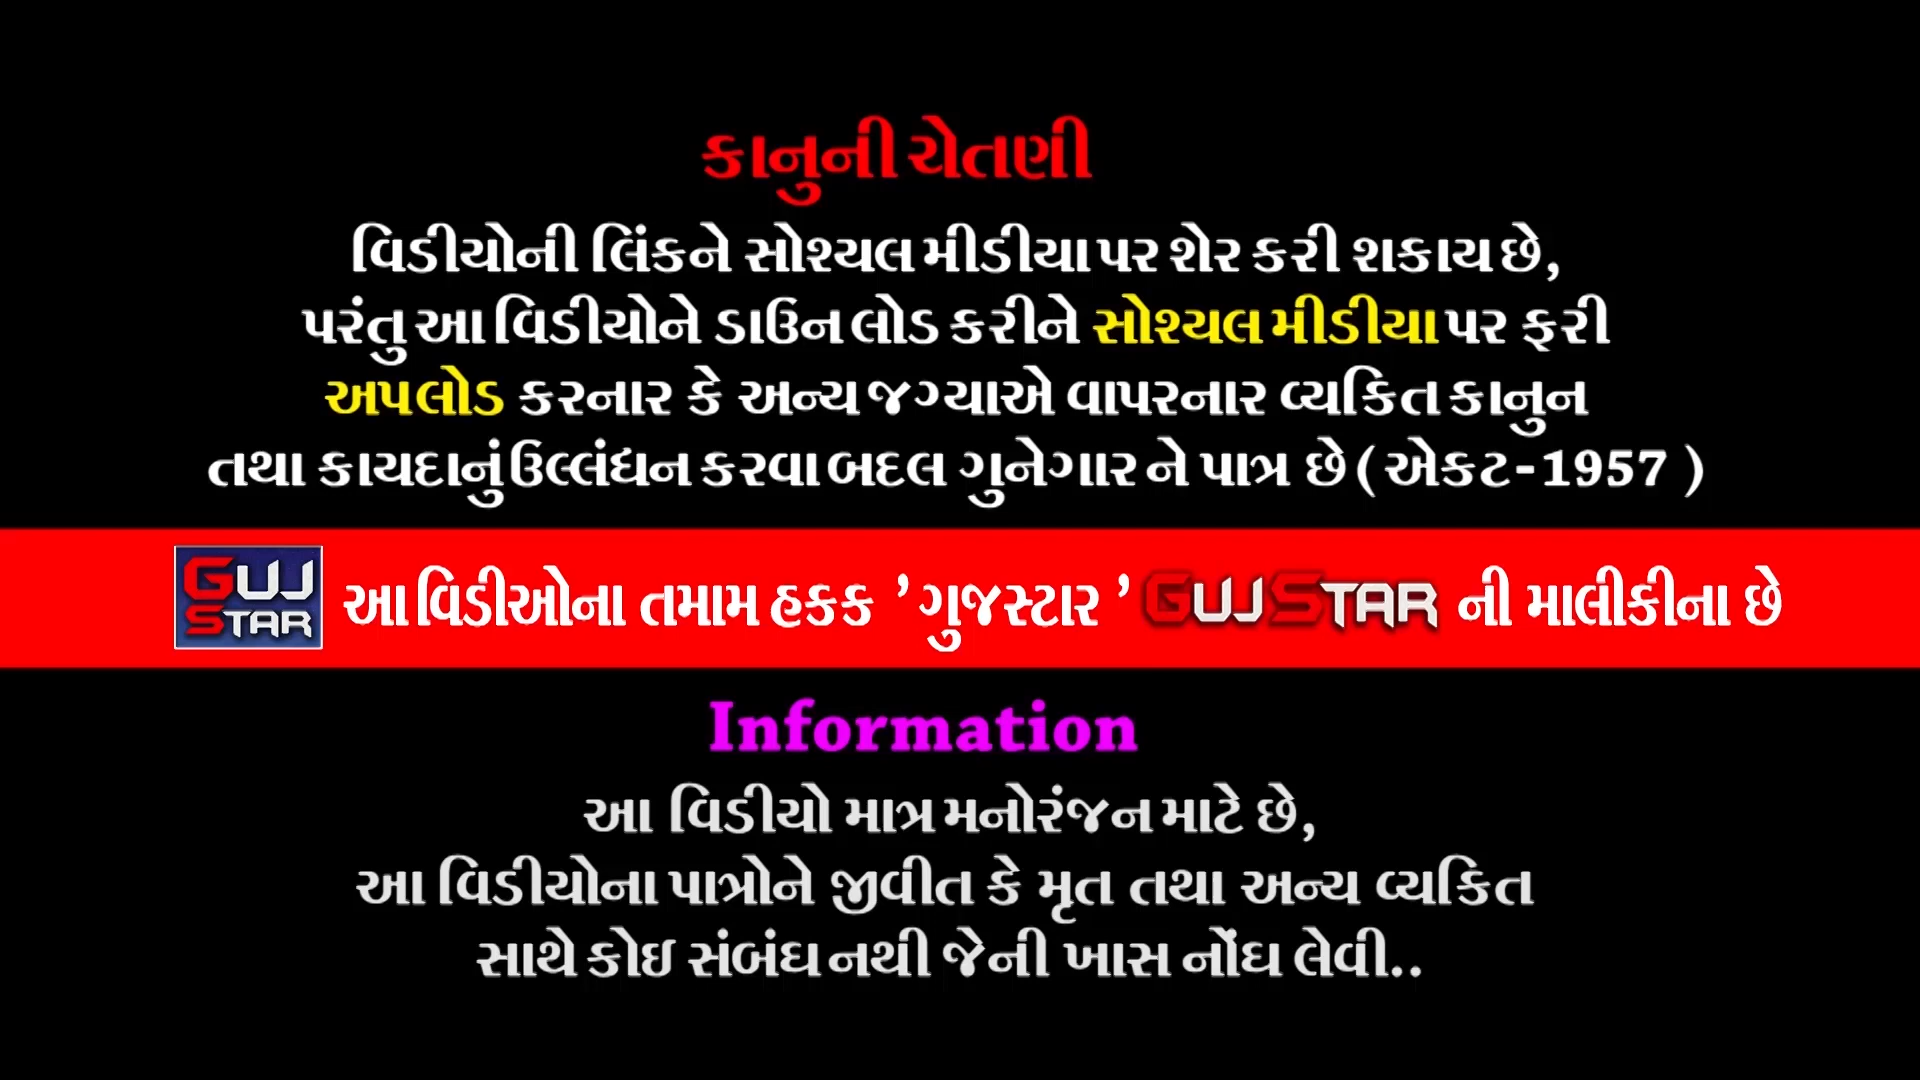 કાનુની ચેતણી
વિડીયોની લિંકને સોશ્યલ મીડીયા પર શેર કરી શકાય છે,
પરંતુ આ વિડીયોને ડાઉનલોડ કરીને સોશ્યલ મીડીયા પર ફરી
અપલોડ કરનાર કે અન્ય જગ્યાએ વાપરનાર વ્યકિત કાનુન
તથા કાયદાનું ઉલ્લંઘન કરવા બદલ ગુનેગાર ને પાત્ર છે ( એકટ-1957 )
GUJ STAR આ વિડીઓના તમામ હકક ' ગુજસ્ટાર ' GUJSTAR ની માલીકીના છે
Information
આ વિડીયો માત્ર મનોરંજન માટે છે,
આ વિડીયોના પાત્રોને જીવીત કે મૃત તથા અન્ય વ્યકિત
સાથે કોઇ સંબંઘ નથી જેની ખાસ નોંઘ લેવી..